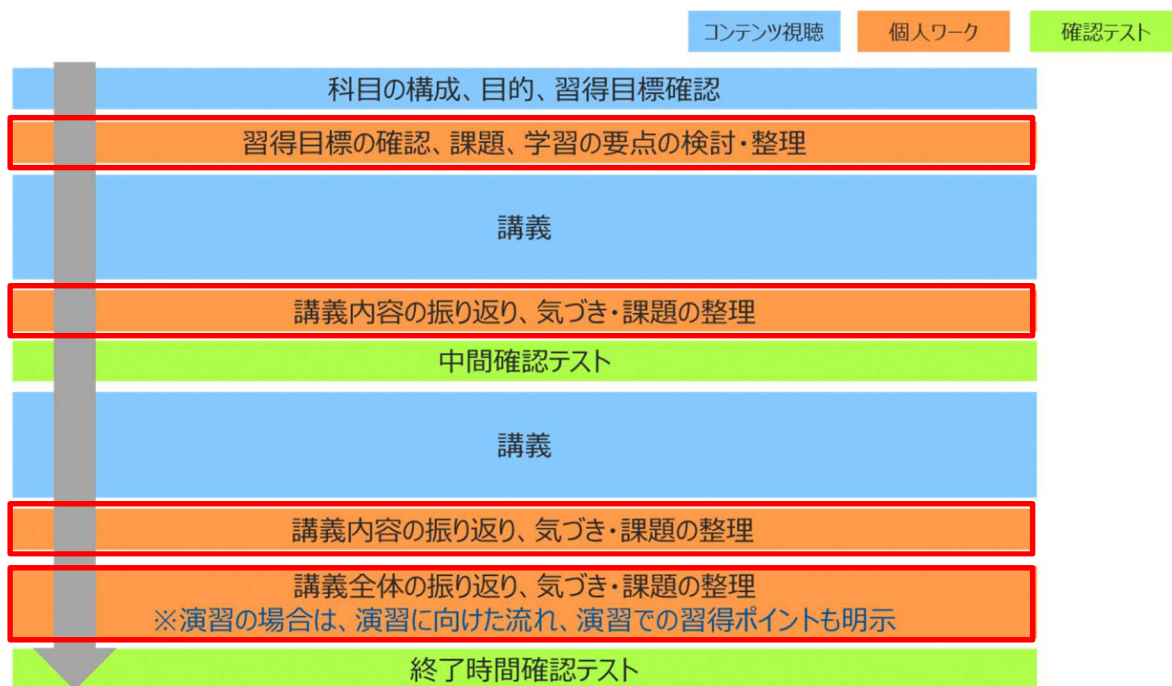 コンテンツ視聴
個人ワーク
確認テスト
科目の構成、目的、習得目標確認
習得目標の確認、課題、学習の要点の検討・整理
講義
講義内容の振り返り、気づき・課題の整理
中間確認テスト
講義
講義内容の振り返り、気づき・課題の整理
講義全体の振り返り、気づき・課題の整理
※演習の場合は、演習に向けた流れ、演習での習得ポイントも明示
終了時間確認テスト